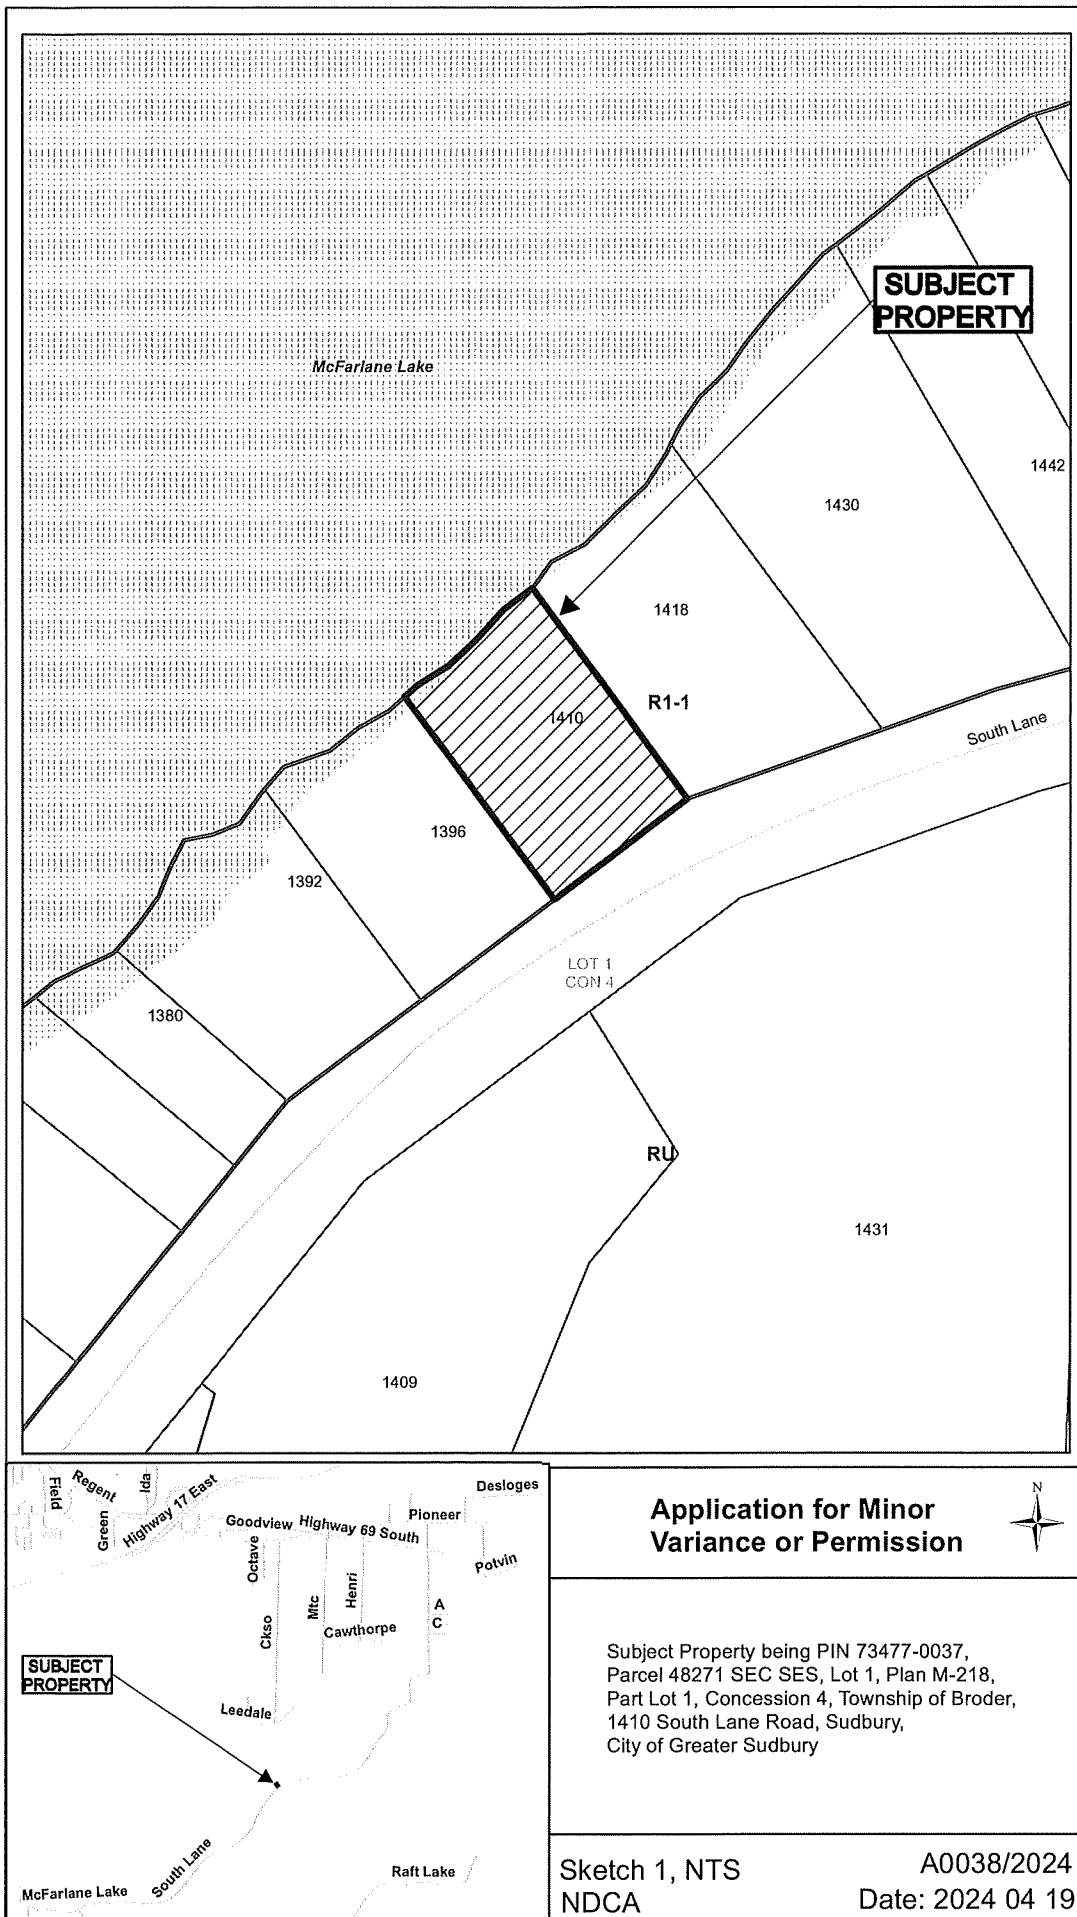 SUBJECT
PROPERTY
McFarlane Lake
1442
1430
1418
R1-1
1410
South Lane
1396
1392
LOT 1
CON 4
1380
RU
1431
1409
Field
Regent
Ida
Green
Highway 17 East
Goodview
Highway 69 South
Pioneer
Desloges
Octave
Potvin
Ckso
Mtc
Henri
Cawthorpe
A
C
SUBJECT
PROPERTY
Leedale
South Lane
McFarlane Lake
Raft Lake
Application for Minor
Variance or Permission
N
Subject Property being PIN 73477-0037,
Parcel 48271 SEC SES, Lot 1, Plan M-218,
Part Lot 1, Concession 4, Township of Broder,
1410 South Lane Road, Sudbury,
City of Greater Sudbury
Sketch 1, NTS
NDCA
A0038/2024
Date: 2024 04 19